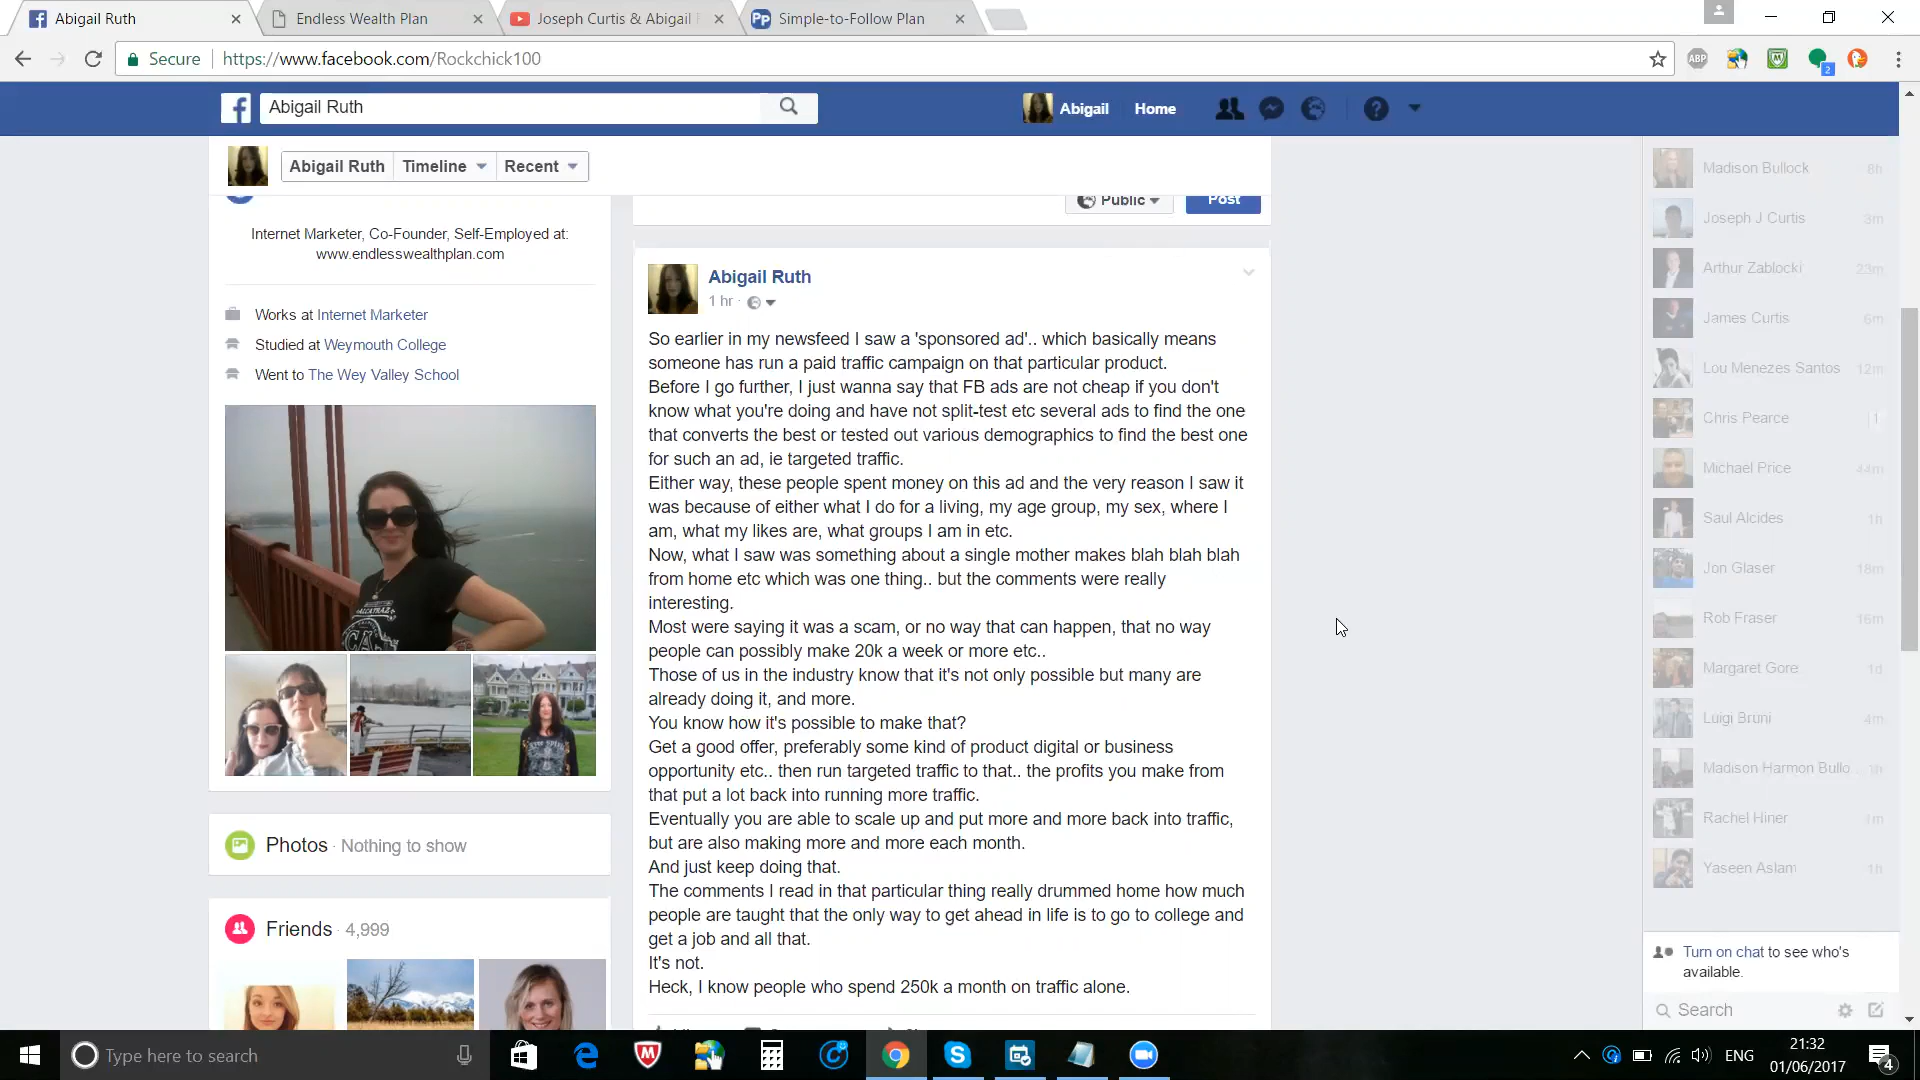 Abigail Ruth
Endless Wealth Plan
Joseph Curtis & Abigail
Simple-to-Follow Plan
Secure
https://www.facebook.com/Rockchick100
ABP
2
Abigail Ruth
Abigail
Home
Abigail Ruth
Timeline
Recent
Public
Post
Internet Marketer, Co-Founder, Self-Employed at:
www.endlesswealthplan.com
Works at Internet Marketer
Studied at Weymouth College
Went to The Wey Valley School
Photos · Nothing to show
Friends · 4,999
Abigail Ruth
1 hr ·
So earlier in my newsfeed I saw a 'sponsored ad'.. which basically means
someone has run a paid traffic campaign on that particular product.
Before I go further, I just wanna say that FB ads are not cheap if you don't
know what you're doing and have not split-test etc several ads to find the one
that converts the best or tested out various demographics to find the best one
for such an ad, ie targeted traffic.
Either way, these people spent money on this ad and the very reason I saw it
was because of either what I do for a living, my age group, my sex, where I
am, what my likes are, what groups I am in etc.
Now, what I saw was something about a single mother makes blah blah blah
from home etc which was one thing.. but the comments were really
interesting.
Most were saying it was a scam, or no way that can happen, that no way
people can possibly make 20k a week or more etc..
Those of us in the industry know that it's not only possible but many are
already doing it, and more.
You know how it's possible to make that?
Get a good offer, preferably some kind of product digital or business
opportunity etc.. then run targeted traffic to that.. the profits you make from
that put a lot back into running more traffic.
Eventually you are able to scale up and put more and more back into traffic,
but are also making more and more each month.
And just keep doing that.
The comments I read in that particular thing really drummed home how much
people are taught that the only way to get ahead in life is to go to college and
get a job and all that.
It's not.
Heck, I know people who spend 250k a month on traffic alone.
Madison Bullock 8h
Joseph J Curtis 3m
Arthur Zablocki 23m
James Curtis 6m
Lou Menezes Santos 12m
Chris Pearce 1
Michael Price 44m
Saul Alcides 1h
Jon Glaser 18m
Rob Fraser 16m
Margaret Gore 1d
Luigi Bruni 4m
Madison Harmon Bullo... 1h
Rachel Hiner 1m
Yaseen Aslam 1h
Turn on chat to see who's
available.
Search
Type here to search
ENG
21:32
01/06/2017
4